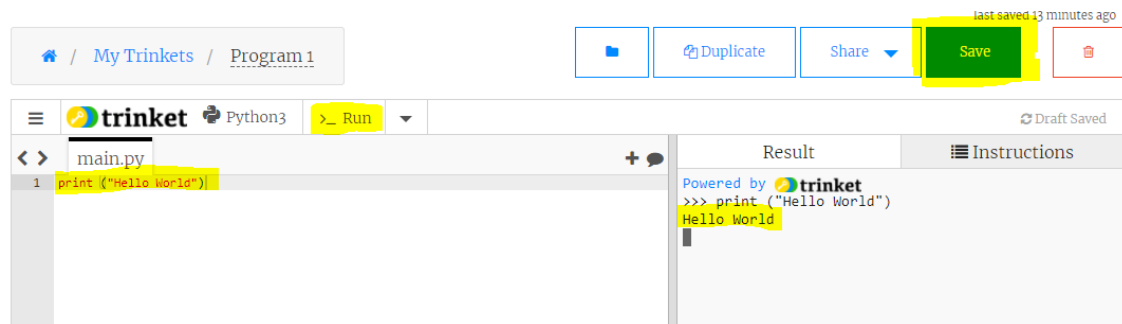 last saved 13 minutes ago
/ My Trinkets / Program 1
Duplicate
Share
Save
trinket Python3 >_ Run
Draft Saved
< > main.py
Result
Instructions
1 print ("Hello World")
Powered by trinket
>>> print ("Hello World")
Hello World